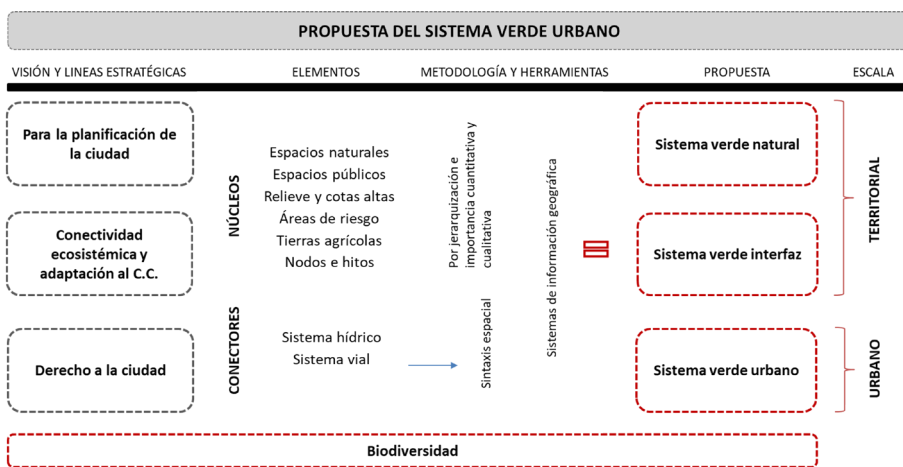 PROPUESTA DEL SISTEMA VERDE URBANO
VISIÓN Y LINEAS ESTRATÉGICAS
ELEMENTOS
METODOLOGÍA Y HERRAMIENTAS
PROPUESTA
ESCALA
Para la planificación de
la ciudad
Conectividad
ecosistémica y
adaptación al C.C.
Derecho a la ciudad
NÚCLEOS
CONECTORES
Espacios naturales
Espacios públicos
Relieve y cotas altas
Áreas de riesgo
Tierras agrícolas
Nodos e hitos
Sistema hídrico
Sistema vial
Por jerarquización e
importancia cuantitativa y
cualitativa
Sintaxis espacial
Sistemas de información geográfica
Sistema verde natural
Sistema verde interfaz
Sistema verde urbano
TERRITORIAL
URBANO
Biodiversidad